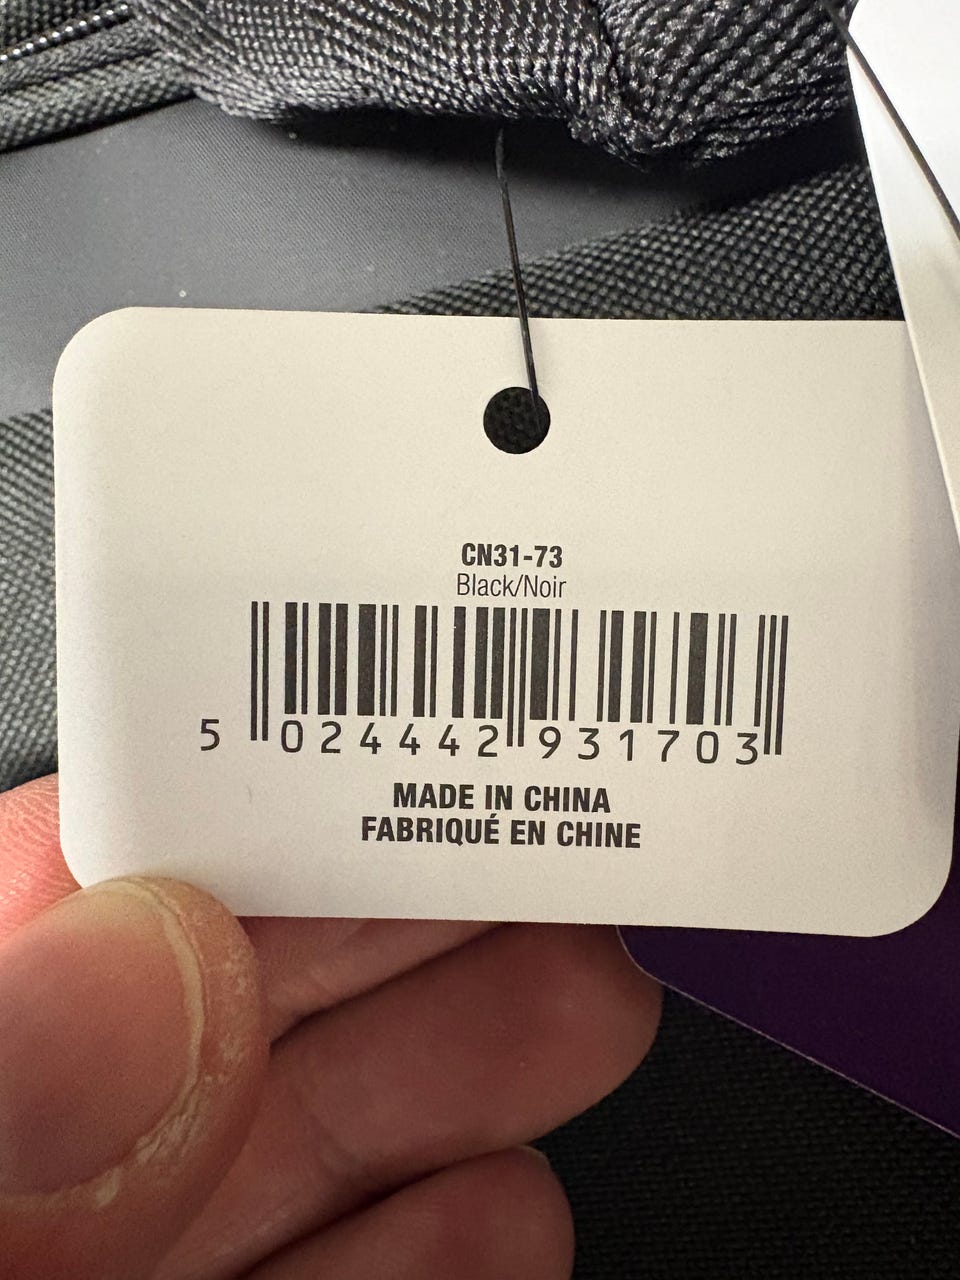 CN31-73
Black/Noir
5 024442 931703
MADE IN CHINA
FABRIQUÉ EN CHINE